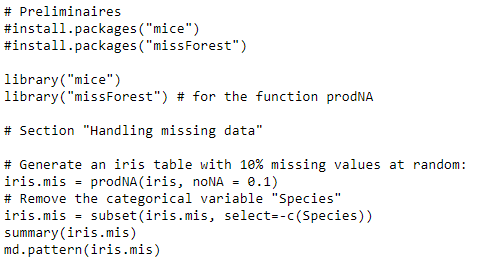 # Preliminaires
#install.packages("mice")
#install.packages("missForest")
library("mice")
library("missForest") # for the function prodNA
# Section "Handling missing data"
# Generate an iris table with 10% missing values at random:
iris.mis = prodNA(iris, noNA = 0.1)
# Remove the categorical variable "Species"
iris.mis = subset(iris.mis, select=-c(Species))
summary(iris.mis)
md.pattern(iris.mis)